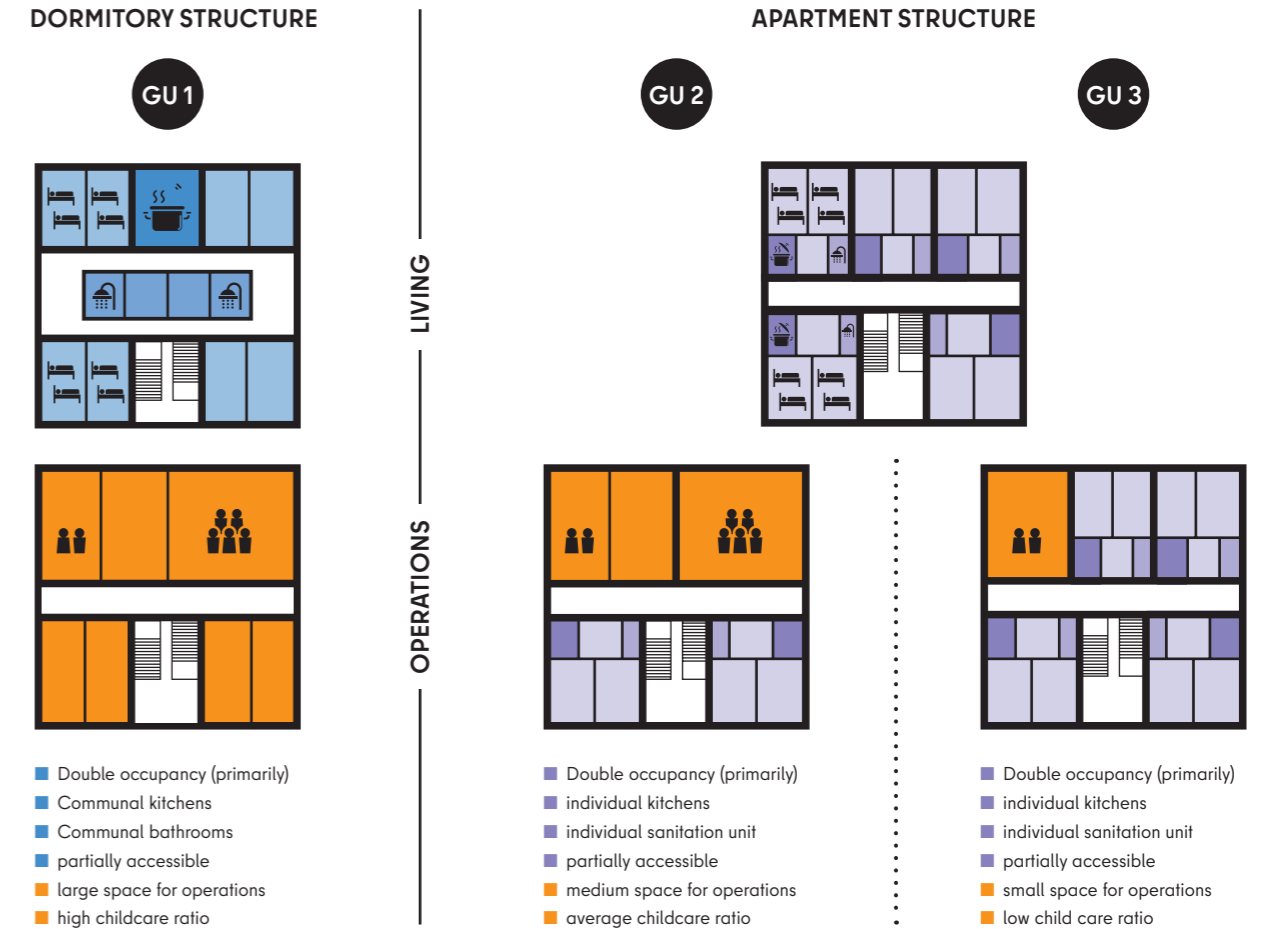 DORMITORY STRUCTURE
APARTMENT STRUCTURE
GU 1
GU 2
GU 3
LIVING
OPERATIONS
Double occupancy (primarily)
Communal kitchens
Communal bathrooms
partially accessible
large space for operations
high childcare ratio
Double occupancy (primarily)
individual kitchens
individual sanitation unit
partially accessible
medium space for operations
average childcare ratio
Double occupancy (primarily)
individual kitchens
individual sanitation unit
partially accessible
small space for operations
low child care ratio